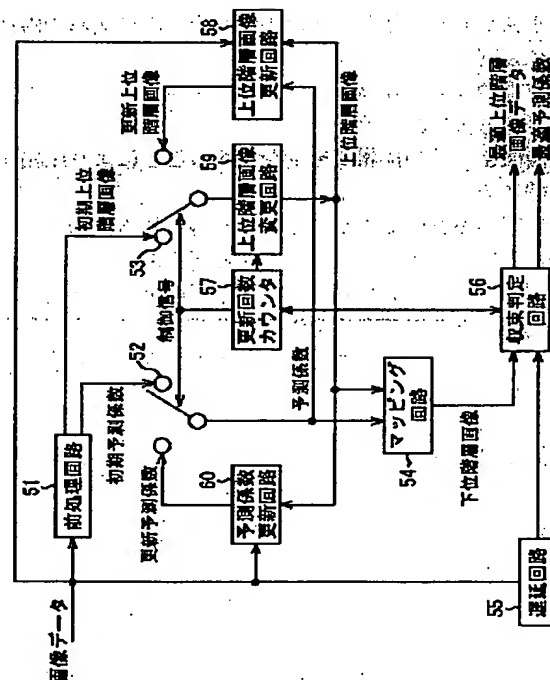 画像データ
51
前処理回路
初期予測係数
52
更新予測係数
60
予測係数
更新回路
初期上位
階層画像
53
制御信号
57
更新回数
カウンタ
更新上位
階層画像
59
上位階層画像
変更回路
58
上位階層画像
更新回路
予測係数
上位階層画像
54
マッピング
回路
下位階層画像
55
遅延回路
56
収束判定
回路
最適上位階層
画像データ
最適予測係数